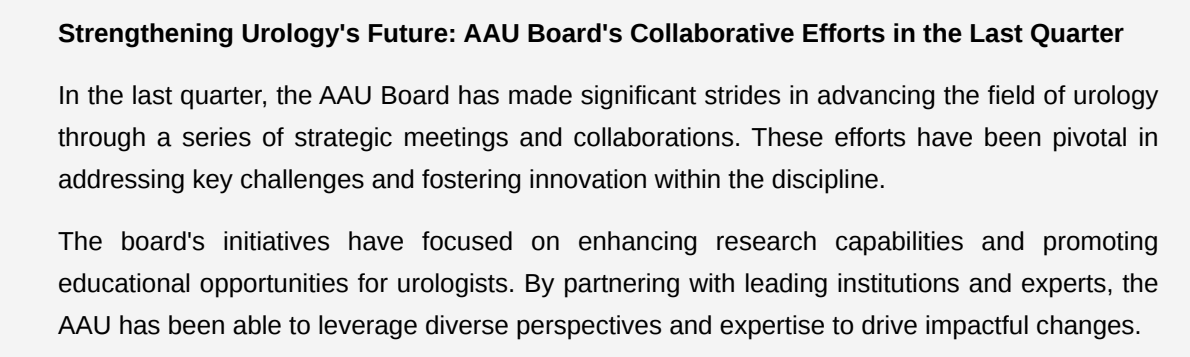 Strengthening Urology's Future: AAU Board's Collaborative Efforts in the Last Quarter
In the last quarter, the AAU Board has made significant strides in advancing the field of urology
through a series of strategic meetings and collaborations. These efforts have been pivotal in
addressing key challenges and fostering innovation within the discipline.
The board's initiatives have focused on enhancing research capabilities and promoting
educational opportunities for urologists. By partnering with leading institutions and experts, the
AAU has been able to leverage diverse perspectives and expertise to drive impactful changes.